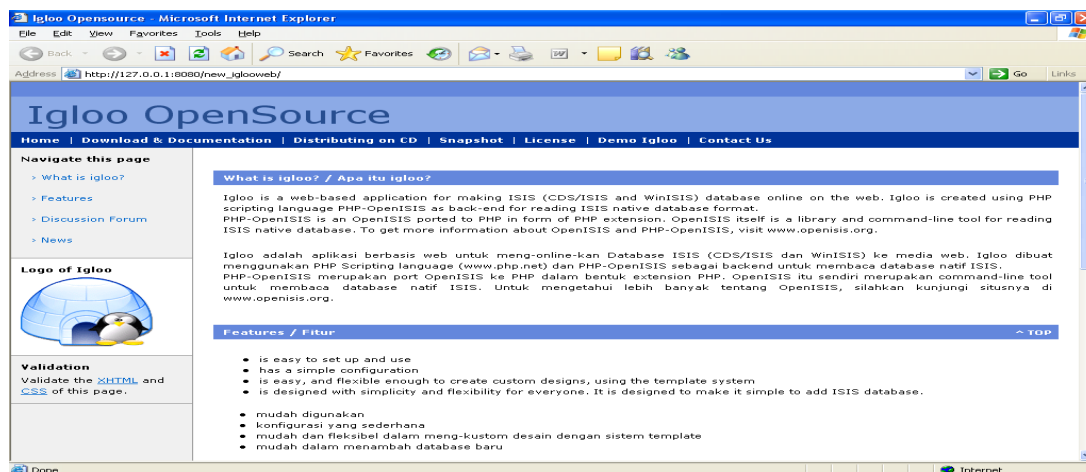 Igloo Opensource - Microsoft Internet Explorer
File Edit View Favorites Tools Help
Back Search Favorites
Address http://127.0.0.1:8080/new_iglooweb/ Go Links
Igloo OpenSource
Home | Download & Documentation | Distributing on CD | Snapshot | License | Demo Igloo | Contact Us
Navigate this page
> What is igloo?
> Features
> Discussion Forum
> News
Logo of Igloo
Validation
Validate the XHTML and
CSS of this page.
What is igloo? / Apa itu igloo?
Igloo is a web-based application for making ISIS (CDS/ISIS and WinISIS) database online on the web. Igloo is created using PHP
scripting language PHP-OpenISIS as back-end for reading ISIS native database format.
PHP-OpenISIS is an OpenISIS ported to PHP in form of PHP extension. OpenISIS itself is a library and command-line tool for reading
ISIS native database. To get more information about OpenISIS and PHP-OpenISIS, visit www.openisis.org.
Igloo adalah aplikasi berbasis web untuk meng-online-kan Database ISIS (CDS/ISIS dan WinISIS) ke media web. Igloo dibuat
menggunakan PHP Scripting language (www.php.net) dan PHP-OpenISIS sebagai backend untuk membaca database natif ISIS.
PHP-OpenISIS merupakan port OpenISIS ke PHP dalam bentuk extension PHP. OpenISIS itu sendiri merupakan command-line tool
untuk membaca database natif ISIS. Untuk mengetahui lebih banyak tentang OpenISIS, silahkan kunjungi situsnya di
www.openisis.org.
Features / Fitur ^ TOP
• is easy to set up and use
• has a simple configuration
• is easy, and flexible enough to create custom designs, using the template system
• is designed with simplicity and flexibility for everyone. It is designed to make it simple to add ISIS database.
• mudah digunakan
• konfigurasi yang sederhana
• mudah dan fleksibel dalam meng-kustom desain dengan sistem template
• mudah dalam menambah database baru
Done Internet